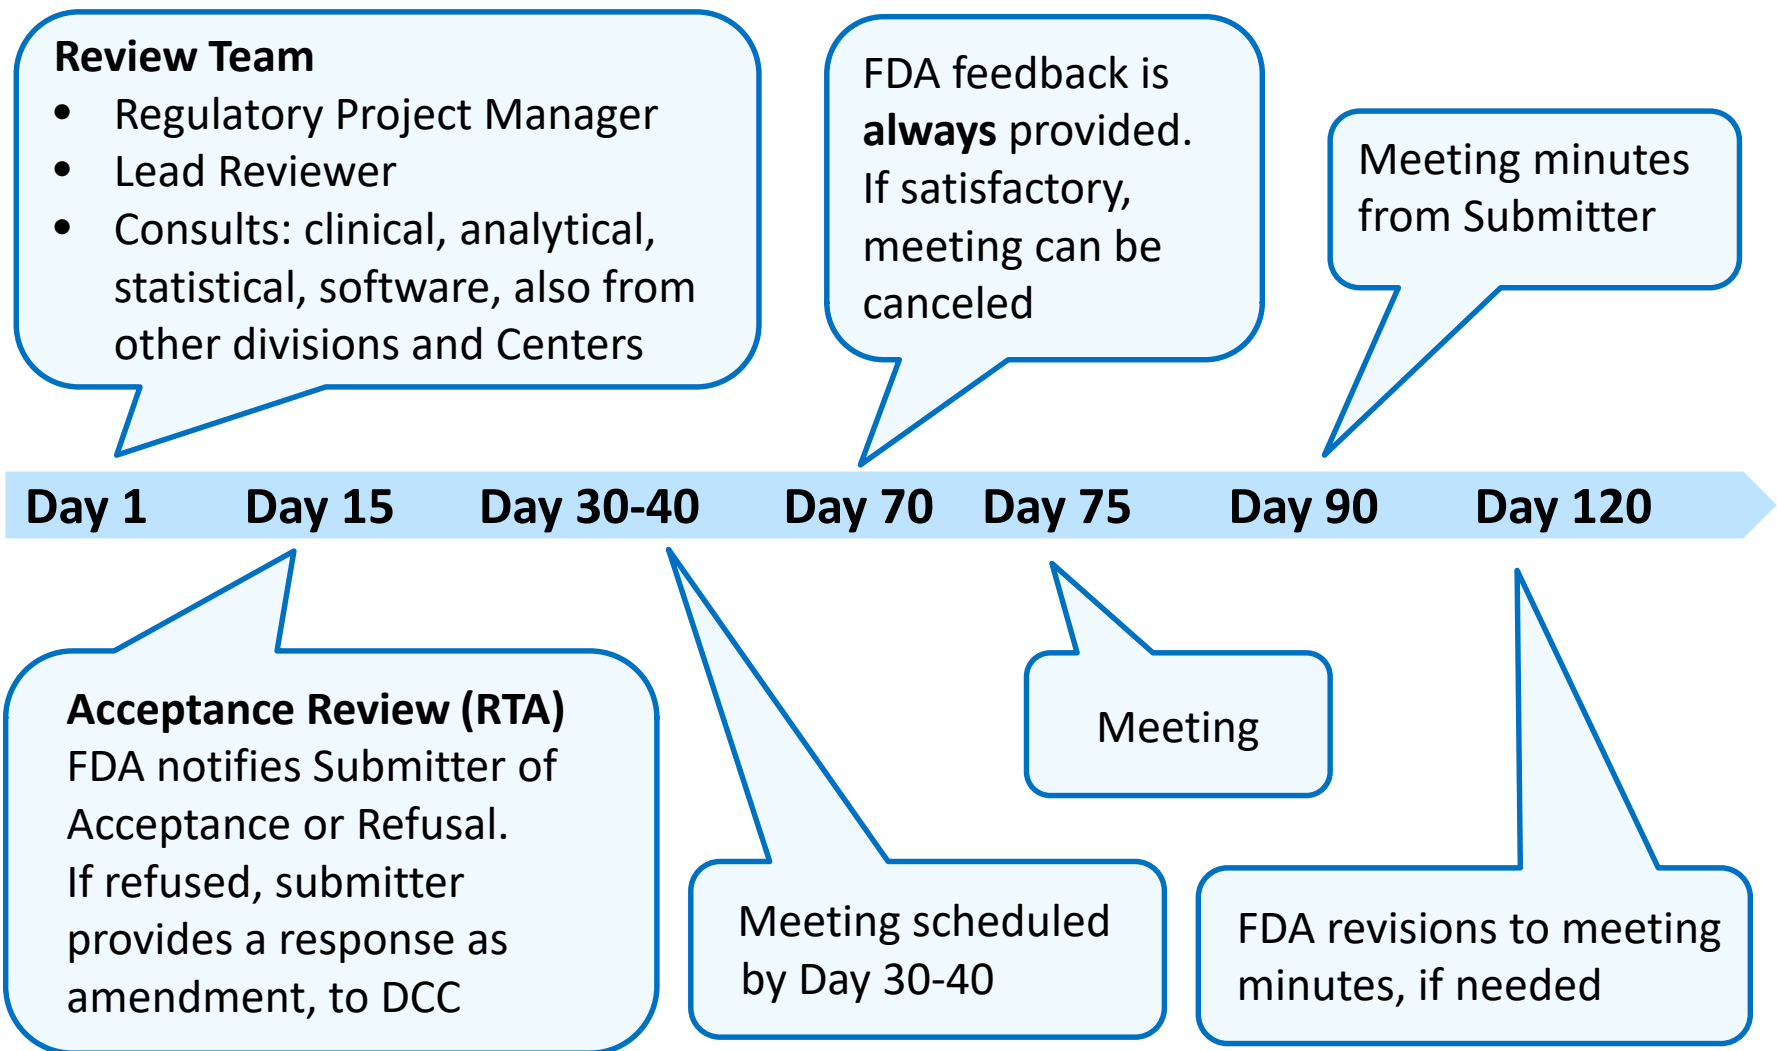 Review Team
• Regulatory Project Manager
• Lead Reviewer
• Consults: clinical, analytical,
statistical, software, also from
other divisions and Centers
FDA feedback is
always provided.
If satisfactory,
meeting can be
canceled
Meeting minutes
from Submitter
Day 1 Day 15 Day 30-40 Day 70 Day 75 Day 90 Day 120
Acceptance Review (RTA)
FDA notifies Submitter of
Acceptance or Refusal.
If refused, submitter
provides a response as
amendment, to DCC
Meeting scheduled
by Day 30-40
Meeting
FDA revisions to meeting
minutes, if needed